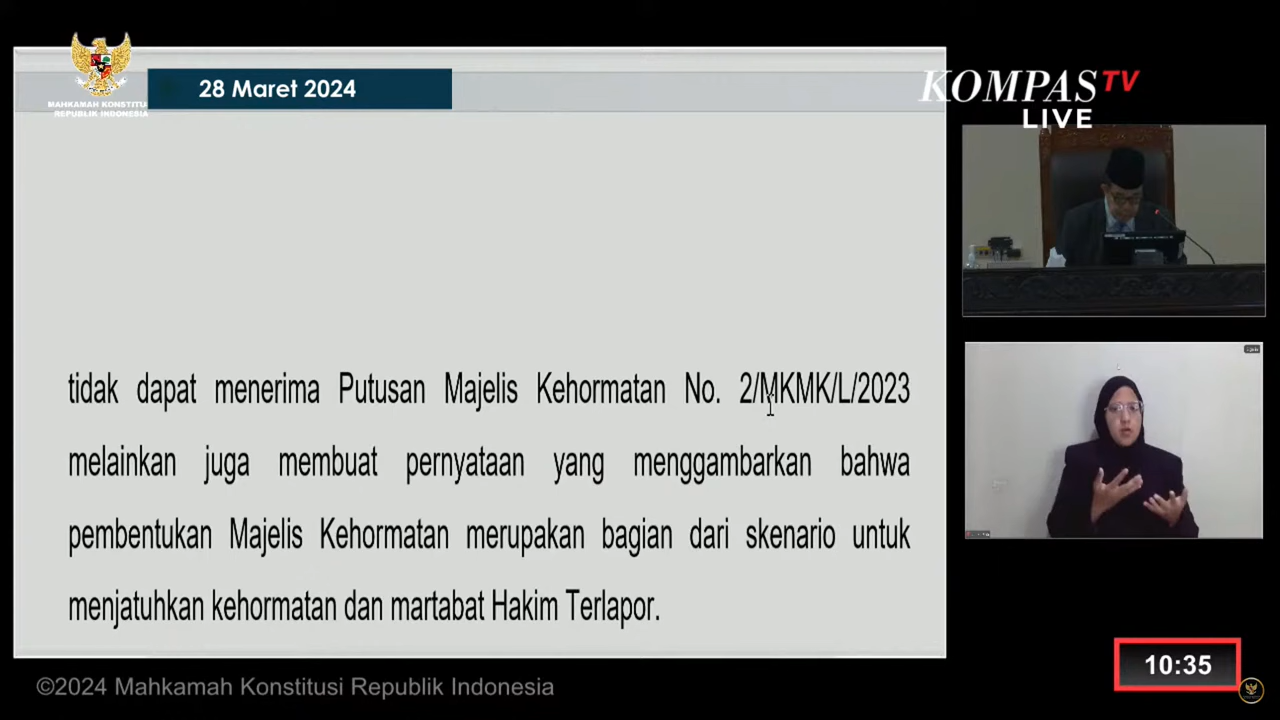 MAHKAMAH KONSTITUSI
REPUBLIK INDONESIA
28 Maret 2024
KOMPAS TV
LIVE
tidak dapat menerima Putusan Majelis Kehormatan No. 2/MKMK/L/2023
melainkan juga membuat pernyataan yang menggambarkan bahwa
pembentukan Majelis Kehormatan merupakan bagian dari skenario untuk
menjatuhkan kehormatan dan martabat Hakim Terlapor.
10:35
©2024 Mahkamah Konstitusi Republik Indonesia